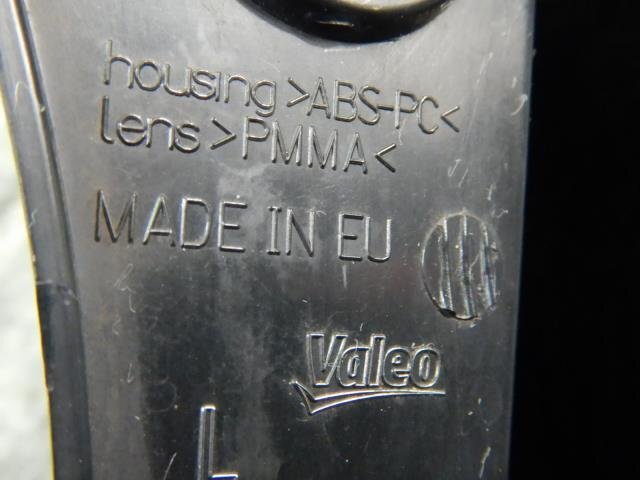 housing >ABS-PC<
lens>PMMA<
MADE IN EU
Valeo
L